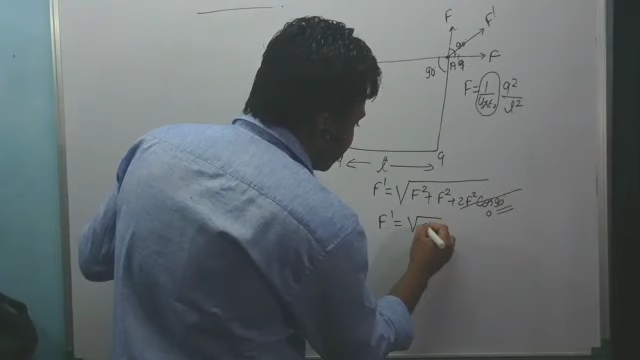 F F'
90 F
90 A q
F = 1/4πε₀ q²/l²
l q
F' = √F² + F² + 2F² Cos 90
0
F' = √